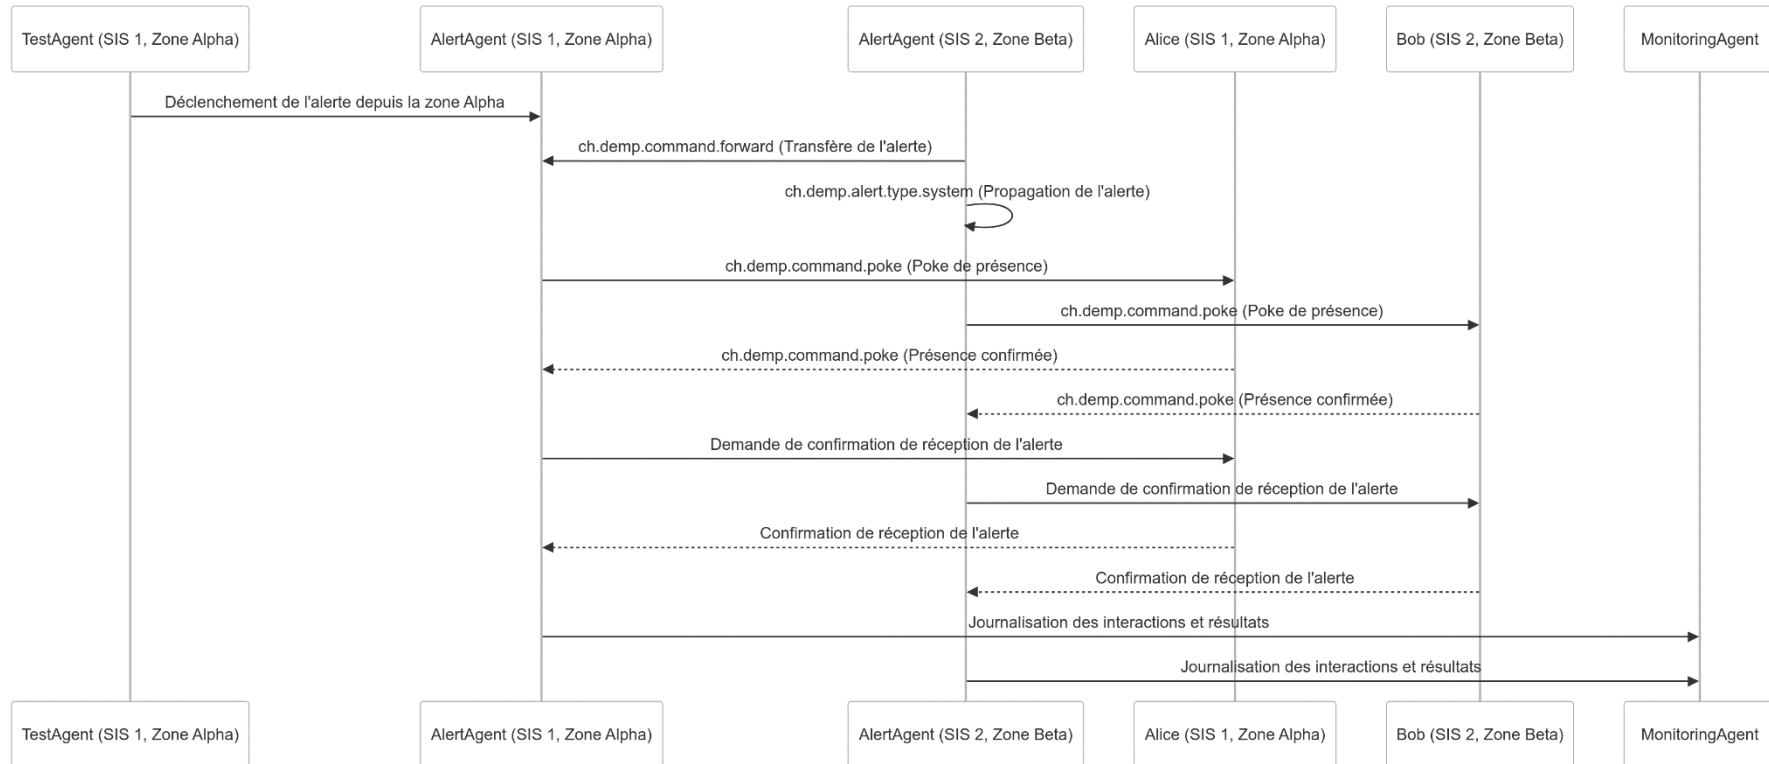 TestAgent (SIS 1, Zone Alpha)
AlertAgent (SIS 1, Zone Alpha)
AlertAgent (SIS 2, Zone Beta)
Alice (SIS 1, Zone Alpha)
Bob (SIS 2, Zone Beta)
MonitoringAgent
Déclenchement de l'alerte depuis la zone Alpha
ch.demp.command.forward (Transfère de l'alerte)
ch.demp.alert.type.system (Propagation de l'alerte)
ch.demp.command.poke (Poke de présence)
ch.demp.command.poke (Poke de présence)
ch.demp.command.poke (Présence confirmée)
ch.demp.command.poke (Présence confirmée)
Demande de confirmation de réception de l'alerte
Demande de confirmation de réception de l'alerte
Confirmation de réception de l'alerte
Confirmation de réception de l'alerte
Journalisation des interactions et résultats
Journalisation des interactions et résultats
TestAgent (SIS 1, Zone Alpha)
AlertAgent (SIS 1, Zone Alpha)
AlertAgent (SIS 2, Zone Beta)
Alice (SIS 1, Zone Alpha)
Bob (SIS 2, Zone Beta)
MonitoringAgent